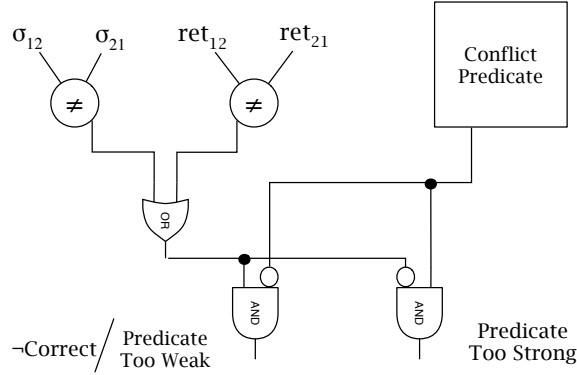 σ12 σ21 ret12 ret21
Conflict
Predicate
≠ ≠
OR
AND AND
¬Correct/ Predicate
Too Weak
Predicate
Too Strong